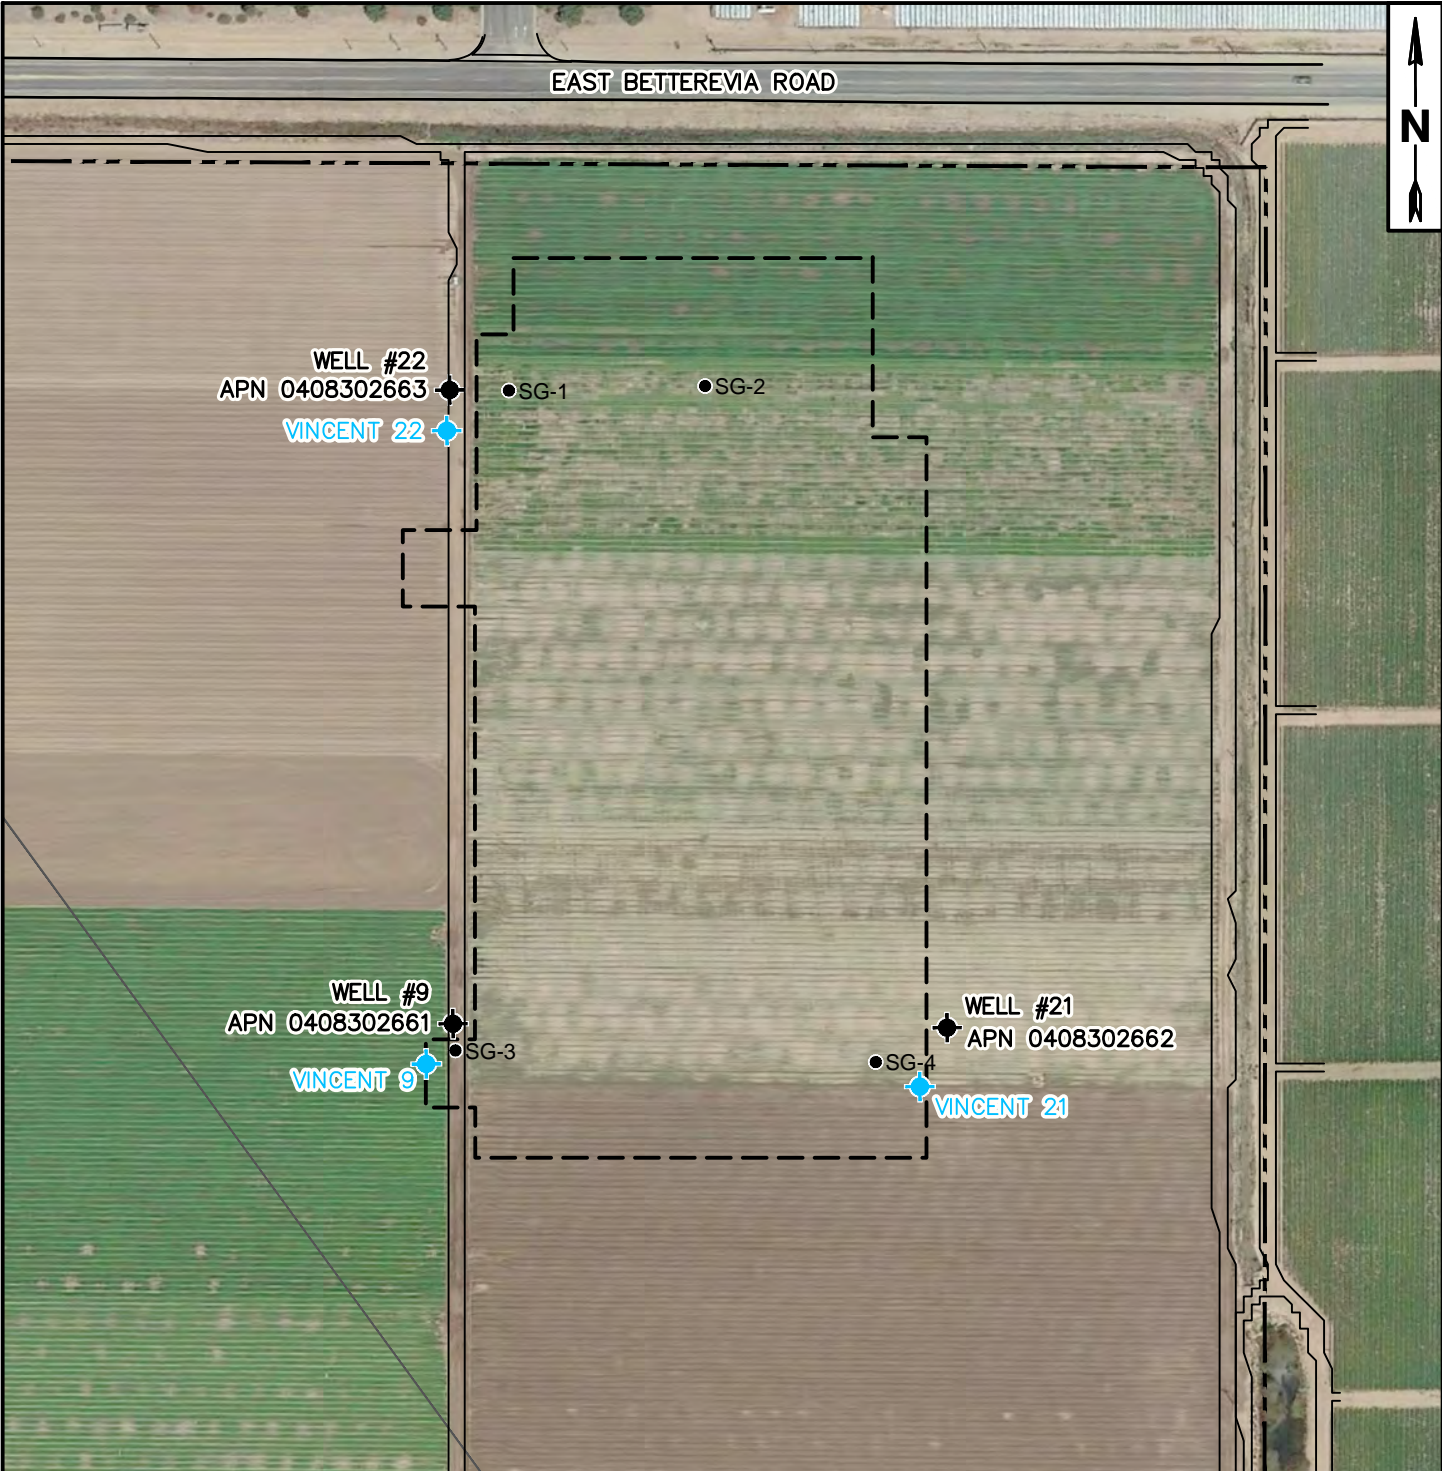 EAST BETTEREVIA ROAD
N
WELL #22
APN 0408302663
VINCENT 22
SG-1
SG-2
WELL #9
APN 0408302661
SG-3
VINCENT 9
WELL #21
APN 0408302662
SG-4
VINCENT 21